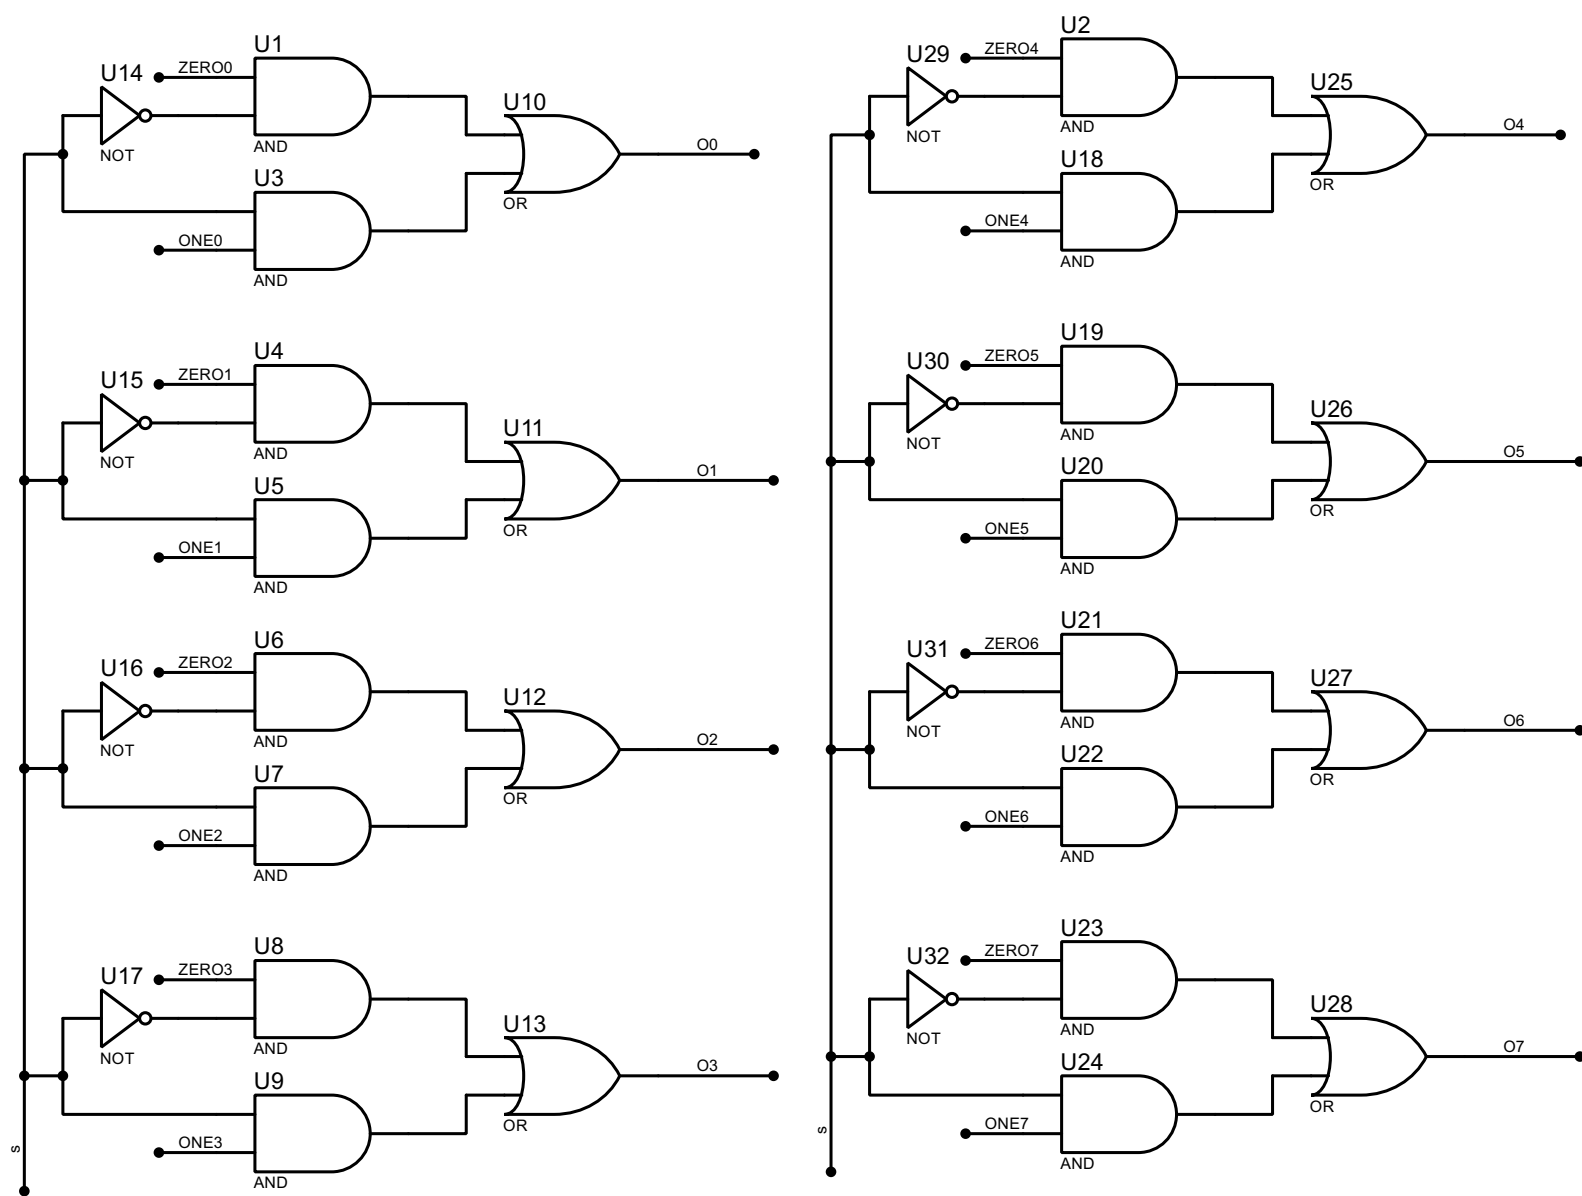 U1
U14
ZERO0
NOT
AND
U10
O0
U3
OR
ONE0
AND
U4
U15
ZERO1
NOT
AND
U11
O1
U5
OR
ONE1
AND
U6
U16
ZERO2
NOT
AND
U12
O2
U7
OR
ONE2
AND
U8
U17
ZERO3
NOT
AND
U13
O3
U9
OR
ONE3
AND
s
U2
U29
ZERO4
NOT
AND
U25
O4
U18
OR
ONE4
AND
U19
U30
ZERO5
NOT
AND
U26
O5
U20
OR
ONE5
AND
U21
U31
ZERO6
NOT
AND
U27
O6
U22
OR
ONE6
AND
U23
U32
ZERO7
NOT
AND
U28
O7
U24
OR
ONE7
AND
s